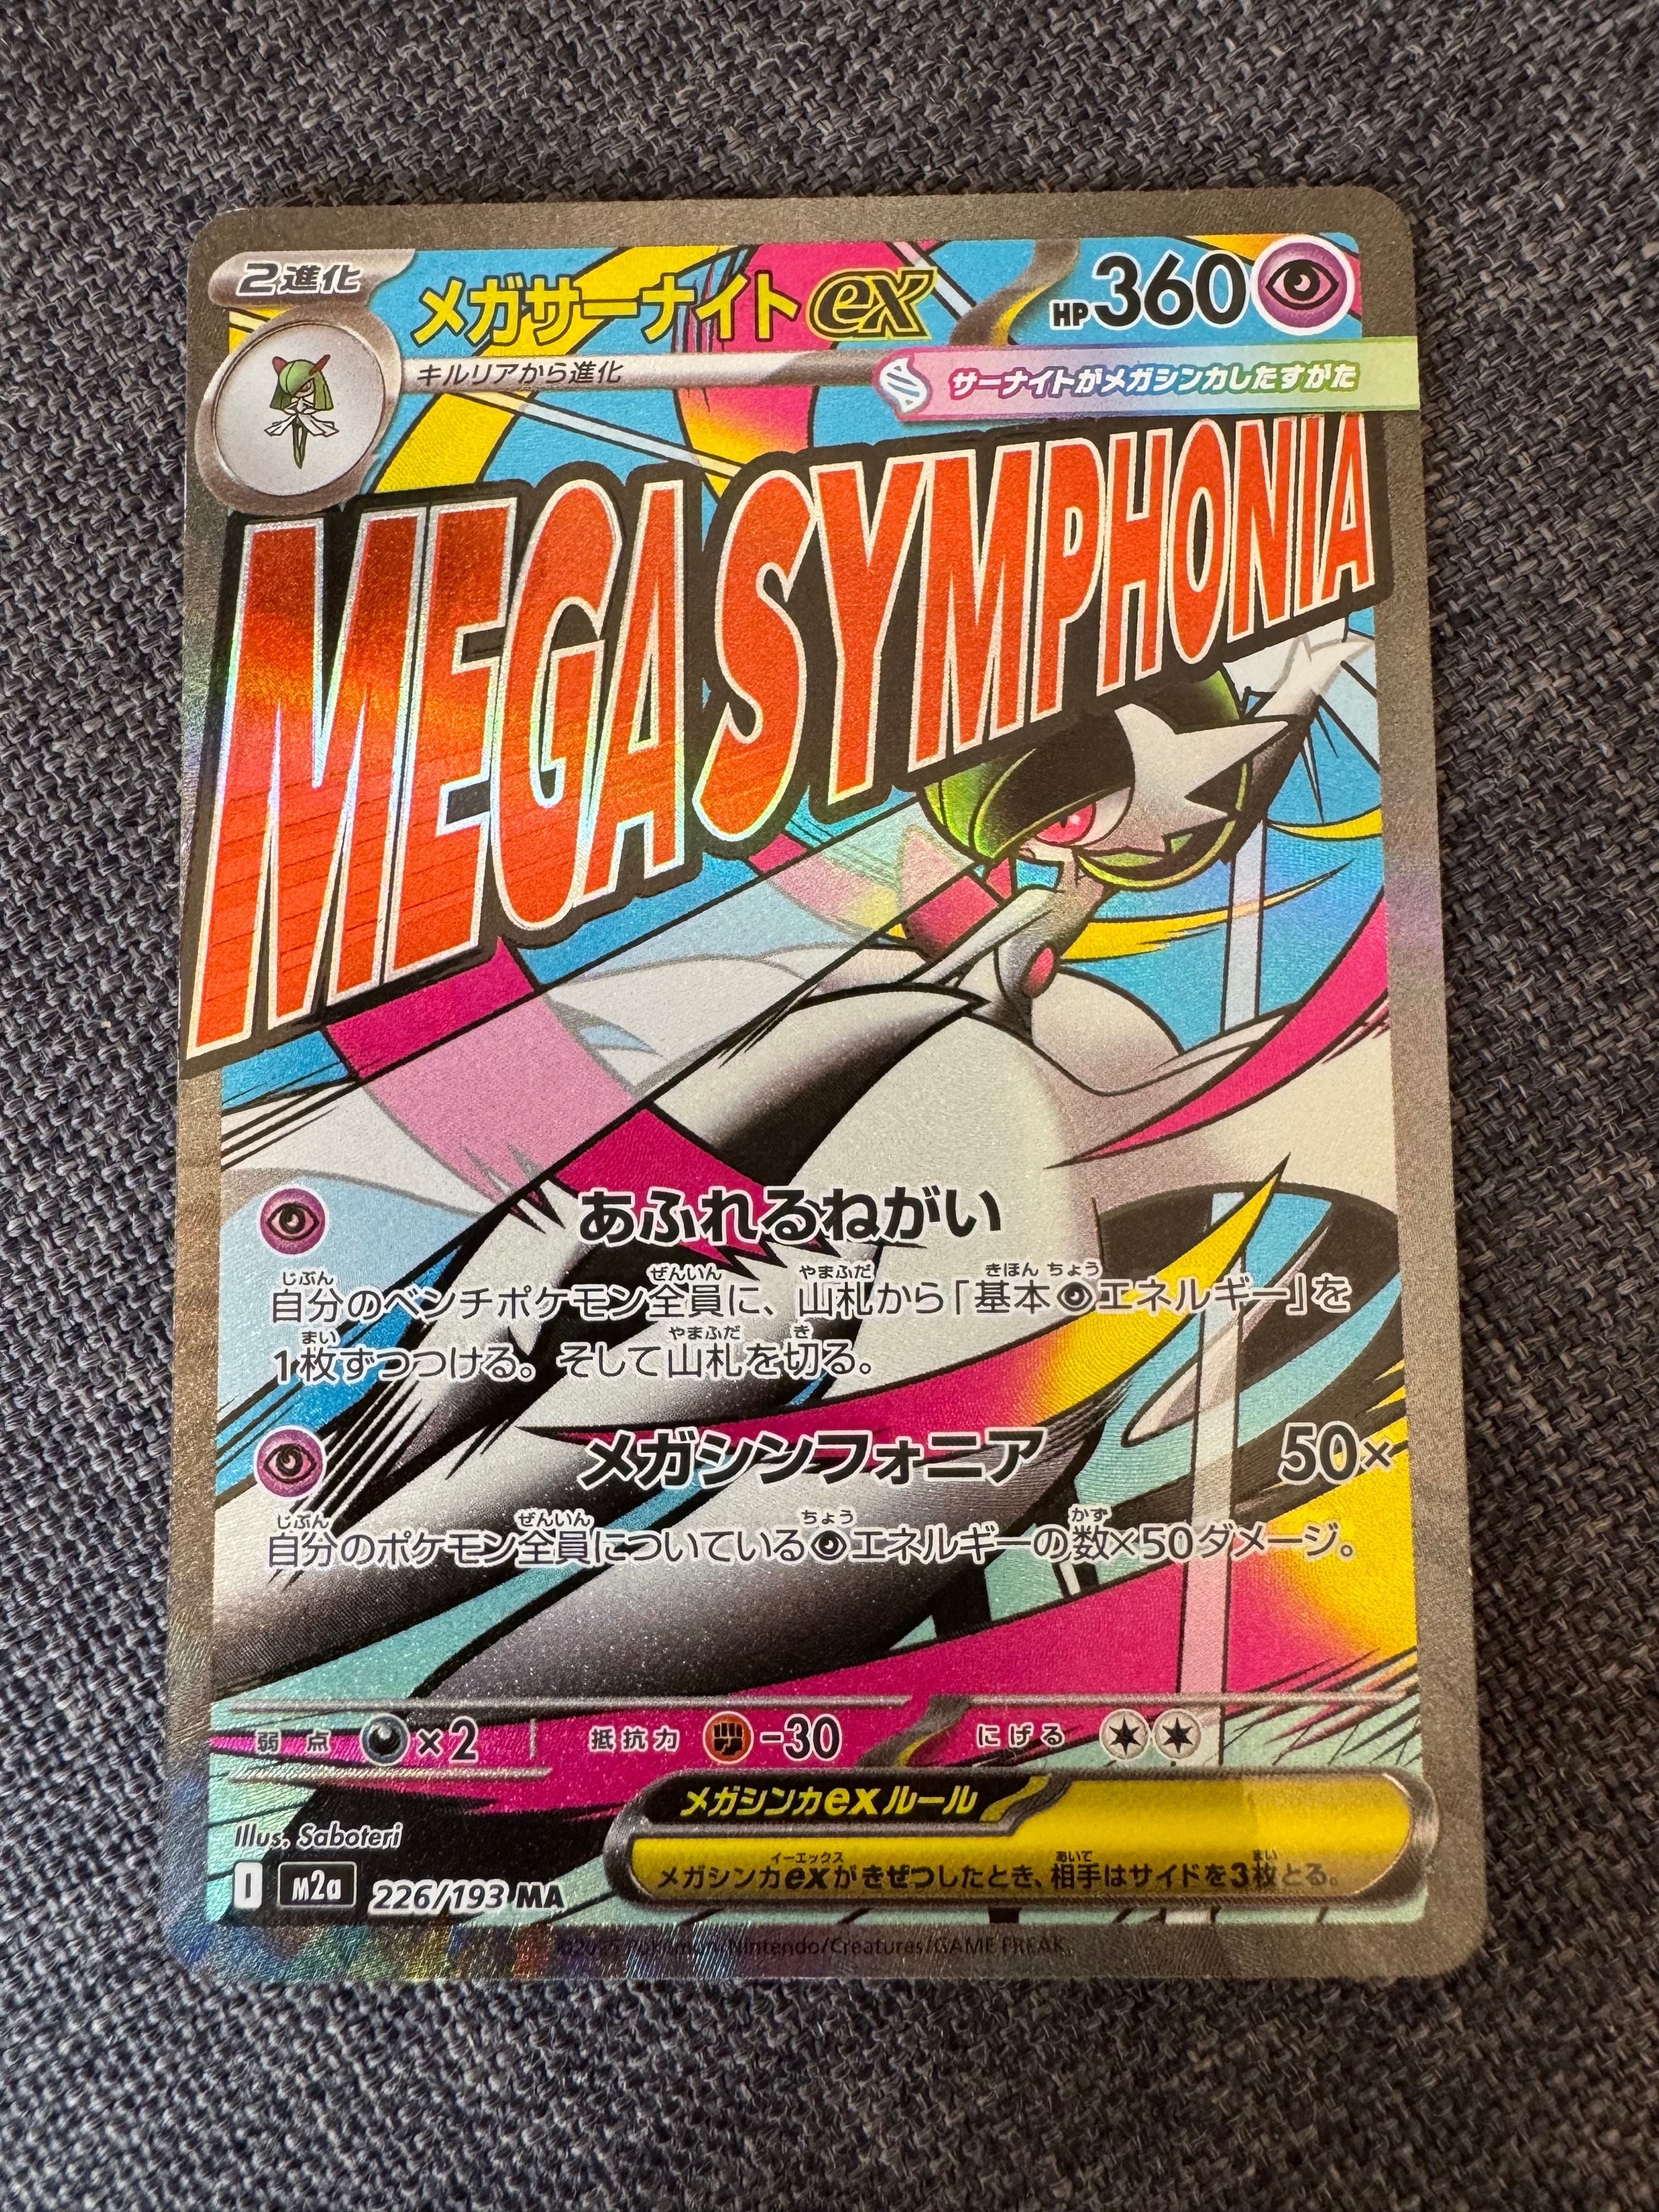 2進化
メガサーナイトex
HP360
キルリアから進化
サーナイトがメガシンカしたすがた
MEGA SYMPHONIA
あふれるねがい
自分のベンチポケモン全員に、山札から「基本エネルギー」を
1枚ずつつける。そして山札を切る。
メガシンフォニア 50×
自分のポケモン全員についているエネルギーの数×50ダメージ。
弱点 ×2 抵抗力 -30 にげる
メガシンカexルール
メガシンカexがきぜつしたとき、相手はサイドを3枚とる。
Illus. Saboteri
I m2a 226/193 MA
©2025 Pokémon/Nintendo/Creatures/GAME FREAK.